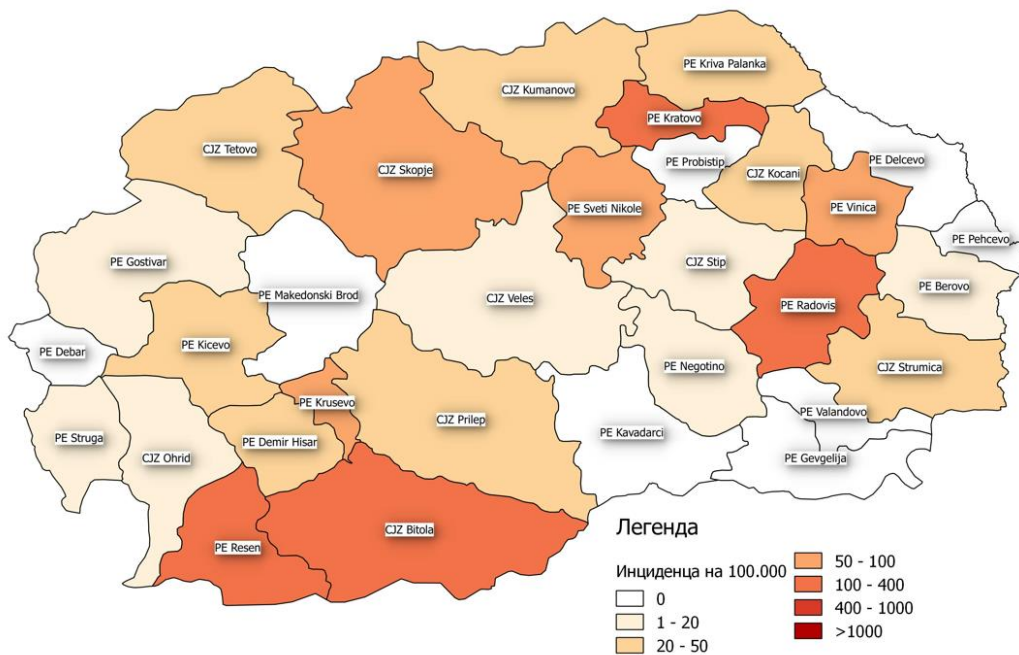 PE Kriva Palanka
CJZ Kumanovo
PE Kratovo
CJZ Tetovo
CJZ Skopje
PE Probistip
PE Delcevo
CJZ Kocani
PE Sveti Nikole
PE Vinica
PE Pehcevo
PE Gostivar
CJZ Stip
PE Berovo
PE Makedonski Brod
CJZ Veles
PE Radovis
PE Debar
PE Kicevo
PE Negotino
CJZ Strumica
PE Krusevo
PE Valandovo
CJZ Prilep
PE Kavadarci
PE Struga
PE Demir Hisar
CJZ Ohrid
PE Gevgelija
CJZ Bitola
PE Resen
Легенда
Инциденца на 100.000
0
1 - 20
20 - 50
50 - 100
100 - 400
400 - 1000
>1000